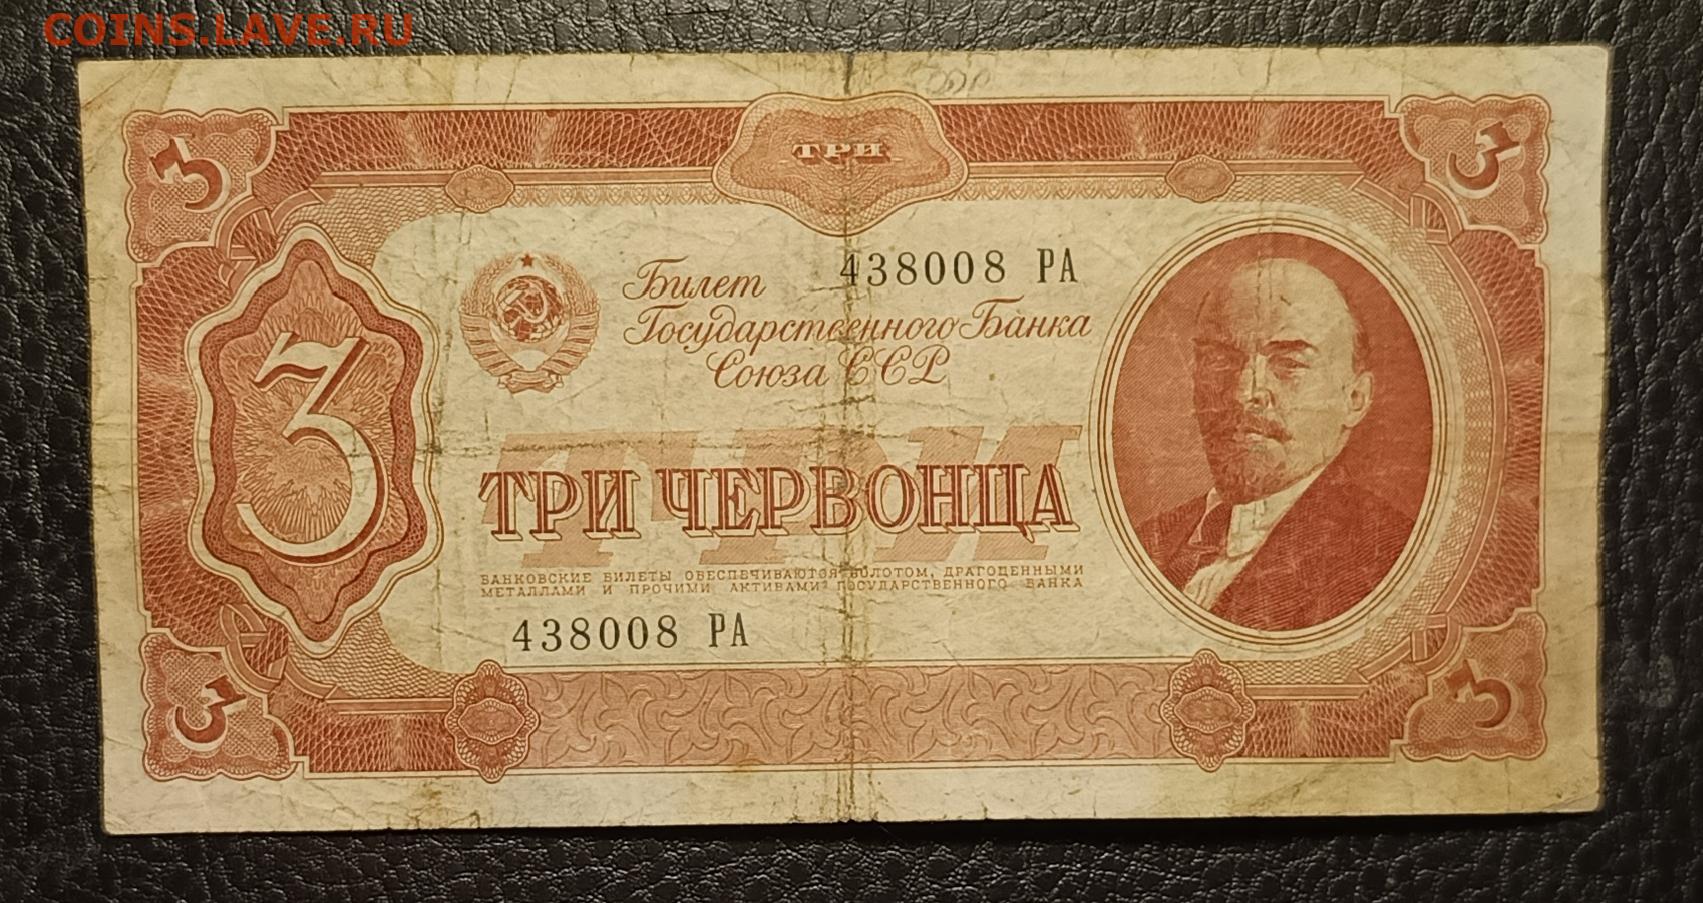 COINS.LAVE.RU
ТРИ
3 3
438008 РА
Билет
Государственного Банка
Союза ССР
3
ТРИ
ТРИ ЧЕРВОНЦА
БАНКОВСКИЕ БИЛЕТЫ ОБЕСПЕЧИВАЮТСЯ ЗОЛОТОМ, ДРАГОЦЕННЫМИ
МЕТАЛЛАМИ И ПРОЧИМИ АКТИВАМИ ГОСУДАРСТВЕННОГО БАНКА
438008 РА
3 3